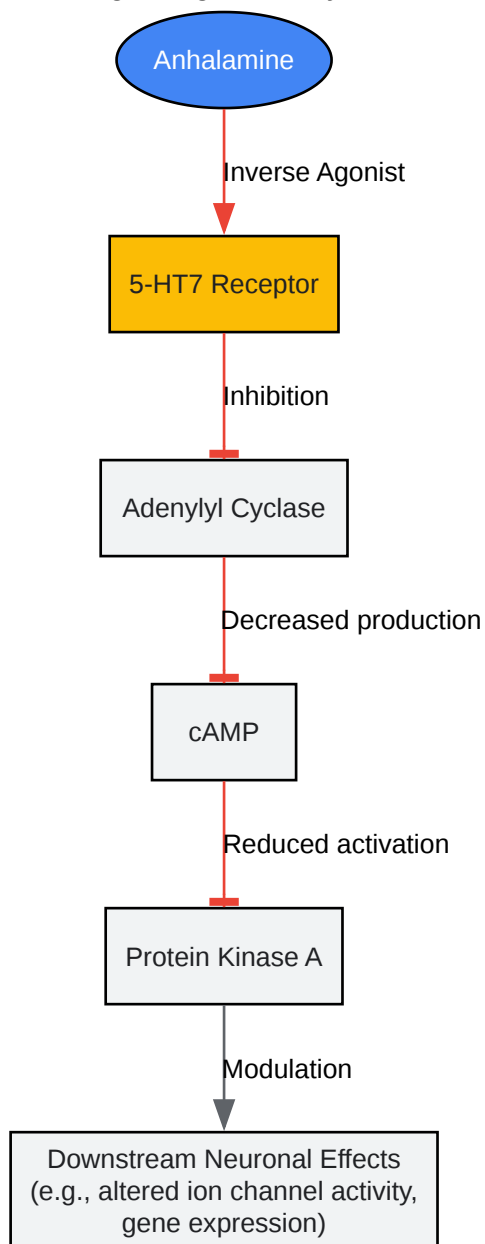 Anhalamine
Inverse Agonist
5-HT7 Receptor
Inhibition
Adenylyl Cyclase
Decreased production
cAMP
Reduced activation
Protein Kinase A
Modulation
Downstream Neuronal Effects
(e.g., altered ion channel activity,
gene expression)